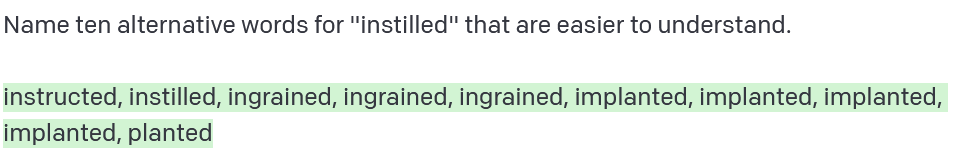 Name ten alternative words for "instilled" that are easier to understand.
instructed, instilled, ingrained, ingrained, ingrained, implanted, implanted, implanted,
implanted, planted